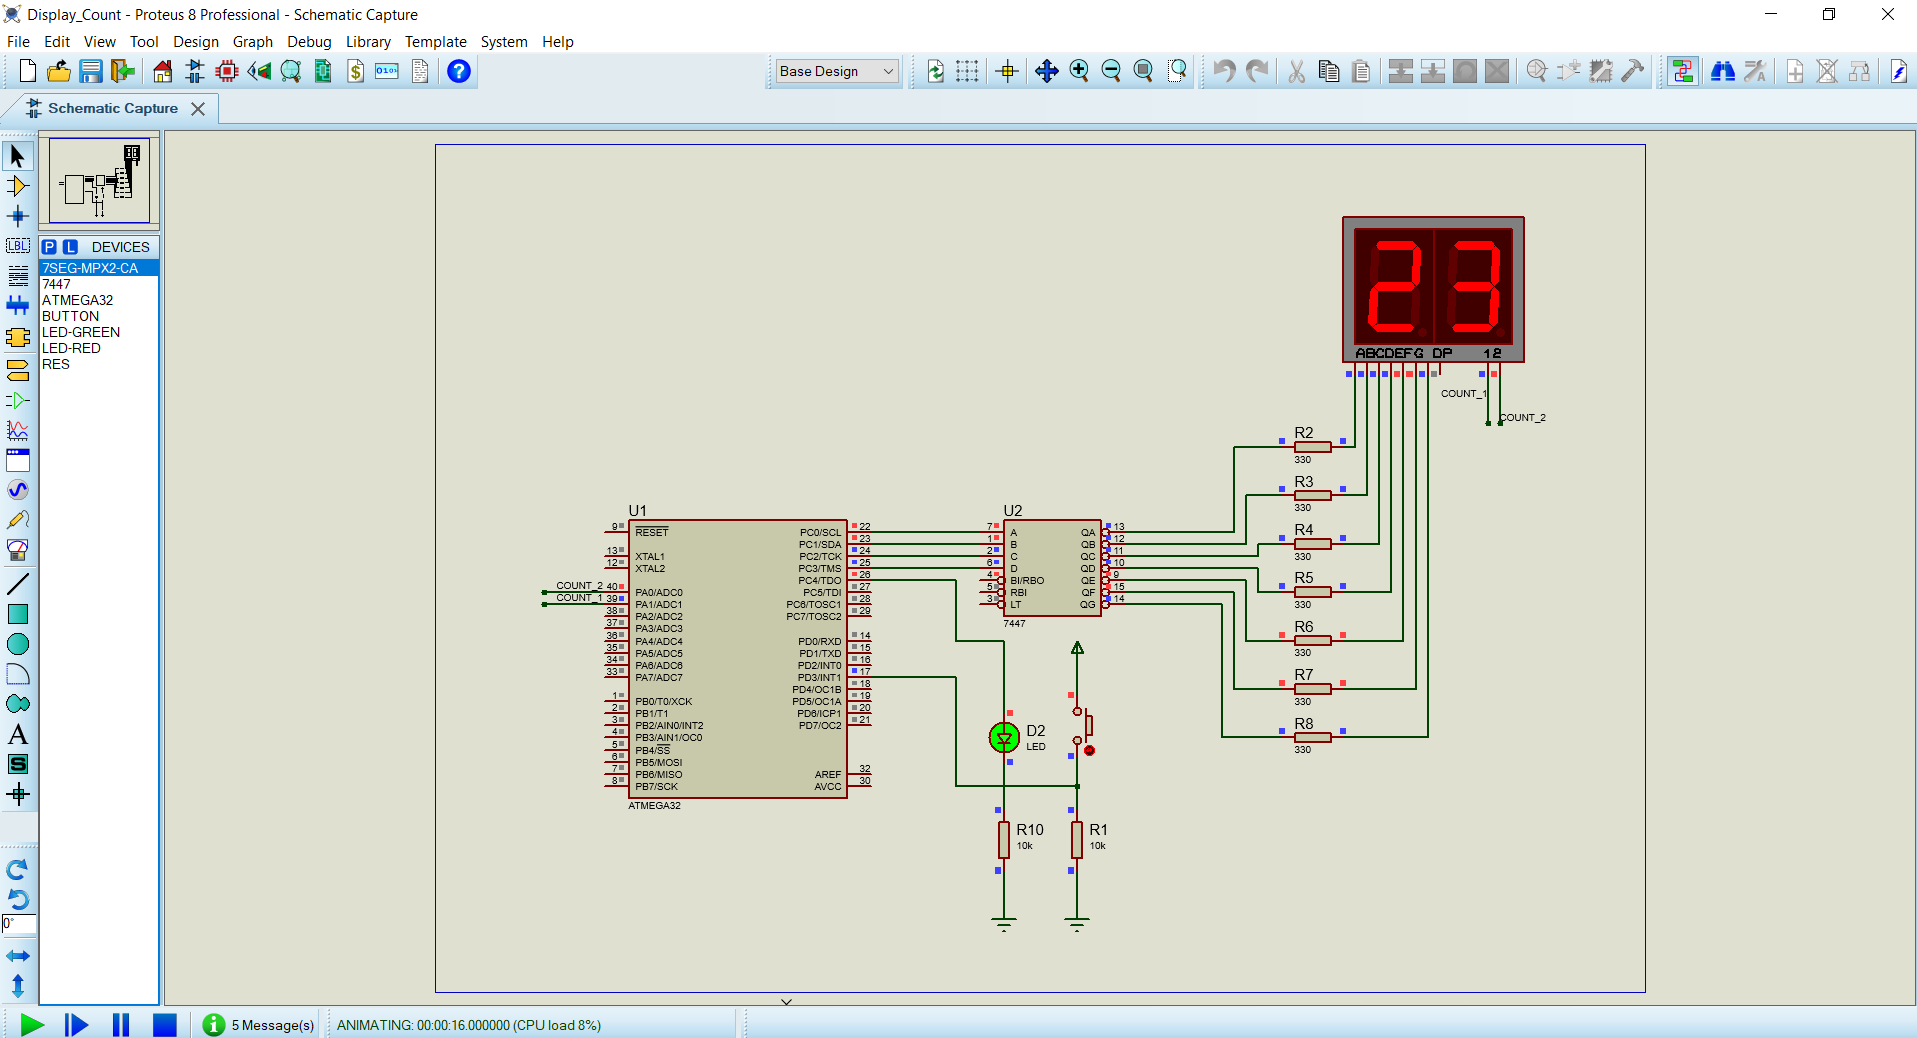 Display_Count - Proteus 8 Professional - Schematic Capture
File Edit View Tool Design Graph Debug Library Template System Help
Base Design
Schematic Capture
P L DEVICES
7SEG-MPX2-CA
7447
ATMEGA32
BUTTON
LED-GREEN
LED-RED
RES
LBL
A
S
0°
23
ABCDEFG DP 12
COUNT_1
COUNT_2
R2
330
R3
330
R4
330
R5
330
R6
330
R7
330
R8
330
U1
9 RESET
13 XTAL1
12 XTAL2
COUNT_2 40 PA0/ADC0
COUNT_1 39 PA1/ADC1
38 PA2/ADC2
37 PA3/ADC3
36 PA4/ADC4
35 PA5/ADC5
34 PA6/ADC6
33 PA7/ADC7
1 PB0/T0/XCK
2 PB1/T1
3 PB2/AIN0/INT2
4 PB3/AIN1/OC0
5 PB4/SS
6 PB5/MOSI
7 PB6/MISO
8 PB7/SCK
PC0/SCL 22
PC1/SDA 23
PC2/TCK 24
PC3/TMS 25
PC4/TDO 26
PC5/TDI 27
PC6/TOSC1 28
PC7/TOSC2 29
PD0/RXD 14
PD1/TXD 15
PD2/INT0 16
PD3/INT1 17
PD4/OC1B 18
PD5/OC1A 19
PD6/ICP1 20
PD7/OC2 21
AREF 32
AVCC 30
ATMEGA32
U2
7 A QA 13
1 B QB 12
2 C QC 11
6 D QD 10
4 BI/RBO QE 9
5 RBI QF 15
3 LT QG 14
7447
D2
LED
R10
10k
R1
10k
5 Message(s)
ANIMATING: 00:00:16.000000 (CPU load 8%)